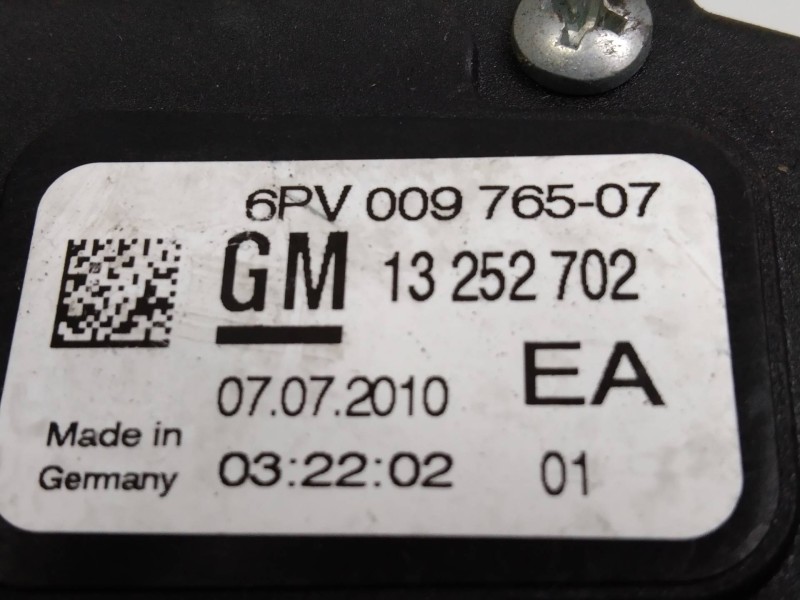 6PV 009 765-07
GM 13 252 702
07.07.2010 EA
Made in
Germany 03:22:02 01